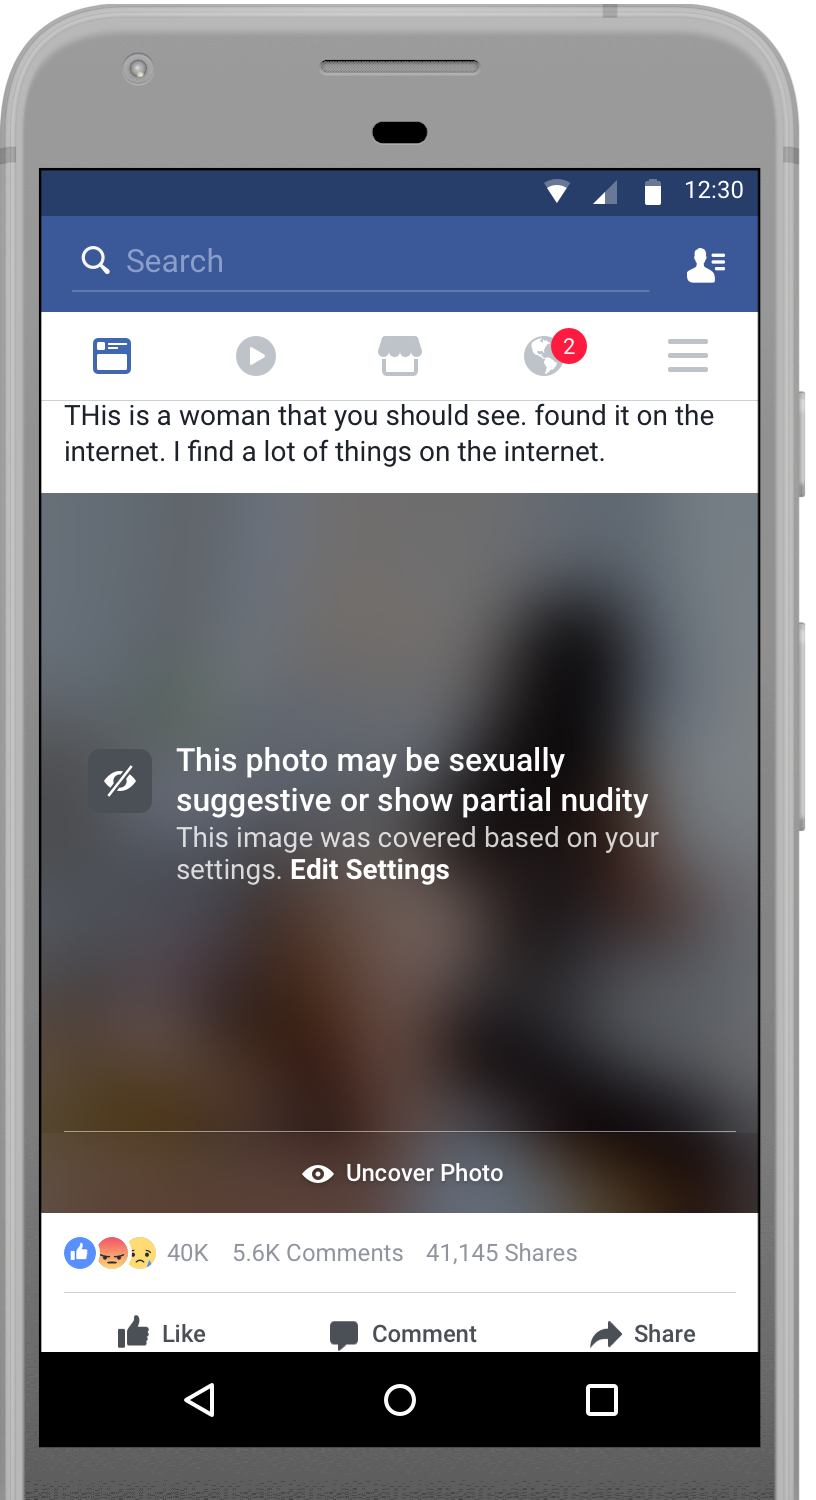 12:30
Search
2
THis is a woman that you should see. found it on the
internet. I find a lot of things on the internet.
This photo may be sexually
suggestive or show partial nudity
This image was covered based on your
settings. Edit Settings
Uncover Photo
40K 5.6K Comments 41,145 Shares
Like Comment Share